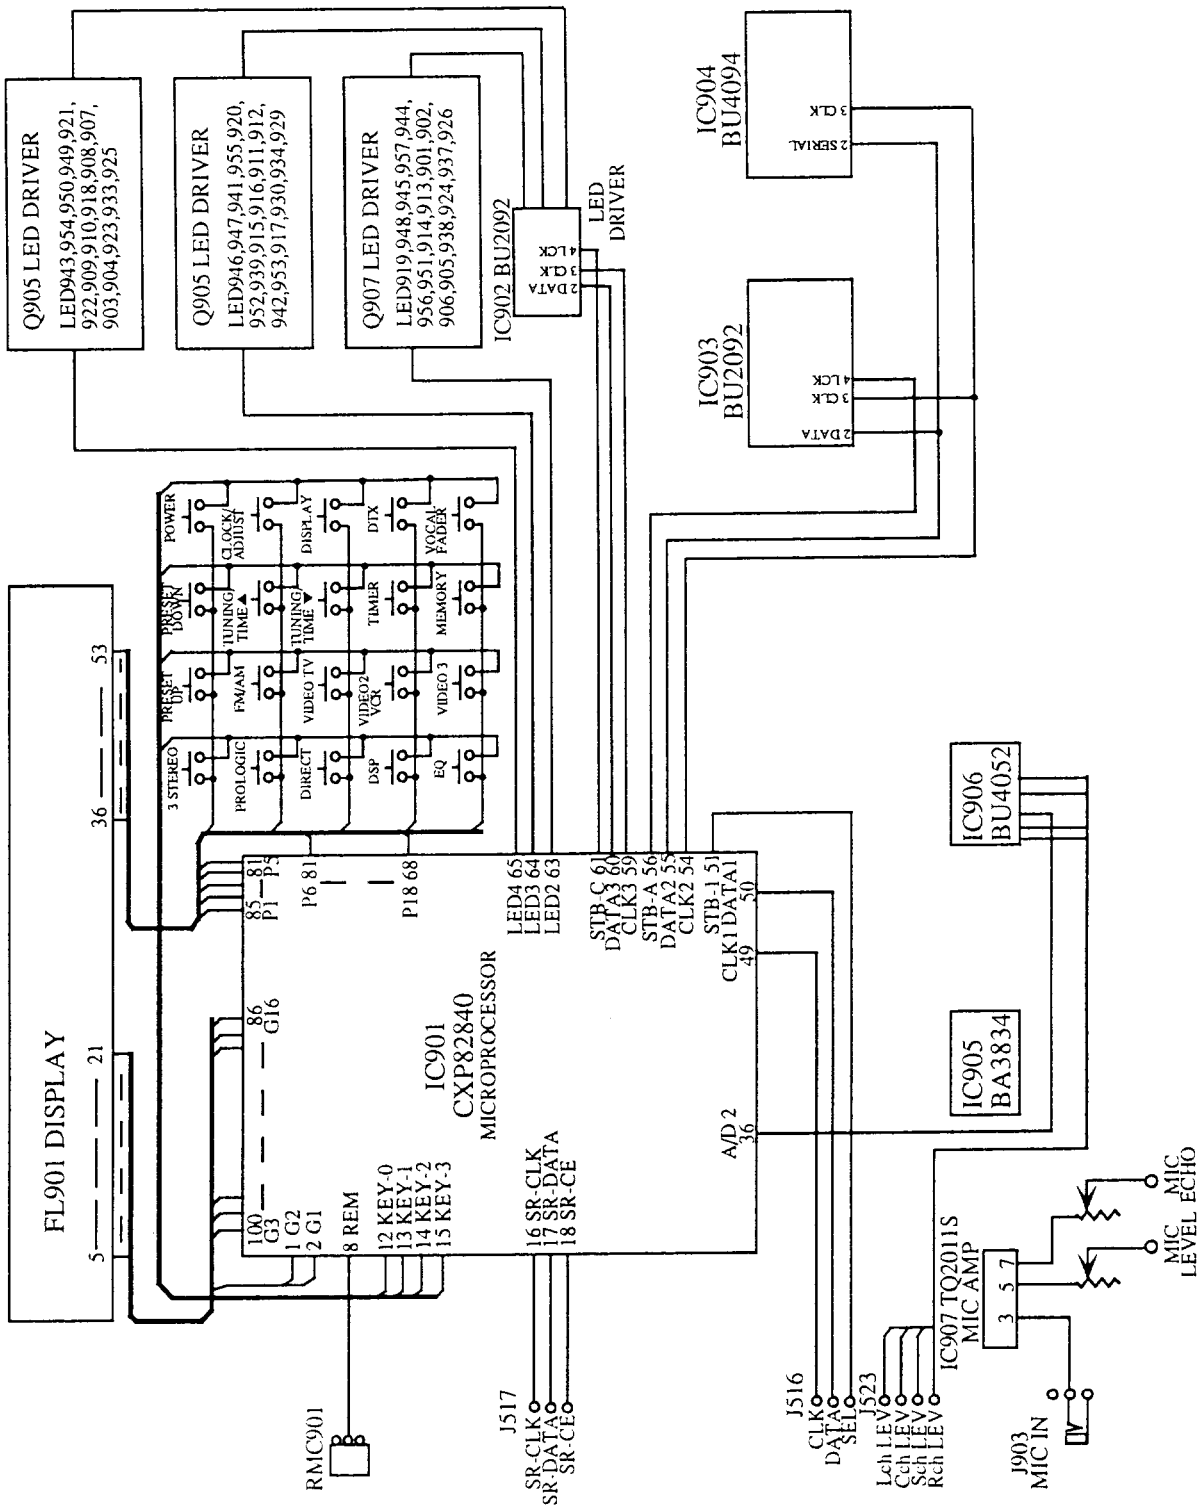 FL901 DISPLAY
5
21
36
53
Q905 LED DRIVER
LED943,954,950,949,921,
922,909,910,918,908,907,
903,904,923,933,925
Q905 LED DRIVER
LED946,947,941,955,920,
952,939,915,916,911,912,
942,953,917,930,934,929
Q907 LED DRIVER
LED919,948,945,957,944,
956,951,914,913,901,902,
906,905,938,924,937,926
IC902 BU2092
2 DATA
3 CLK
4 LCK
LED
DRIVER
3 STEREO
PRESET
UP
PRESET
DOWN
POWER
PROLOGIC
FM/AM
TUNING/
TIME▲
CLOCK/
ADJUST
DIRECT
VIDEO TV
TUNING/
TIME▼
DISPLAY
DSP
VIDEO2
VCR
TIMER
DTX
EQ
VIDEO 3
MEMORY
VOCAL
FADER
IC901
CXP82840
MICROPROCESSOR
100
G3
86
G16
85
P1
81
P5
P6 81
P18 68
1 G2
2 G1
8 REM
12 KEY-0
13 KEY-1
14 KEY-2
15 KEY-3
16 SR-CLK
17 SR-DATA
18 SR-CE
LED4 65
LED3 64
LED2 63
STB-C 61
DATA3 60
CLK3 59
STB-A 56
DATA2 55
CLK2 54
STB-1 51
DATA1
50
CLK1
49
A/D 2
36
RMC901
J517
SR-CLK
SR-DATA
SR-CE
IC903
BU2092
2 DATA
3 CLK
4 LCK
IC904
BU4094
2 SERIAL
3 CLK
J516
CLK
DATA
SEL
J523
Lch LEV
Cch LEV
Sch LEV
Rch LEV
IC905
BA3834
IC906
BU4052
IC907 TQ2011S
MIC AMP
3
5
7
J903
MIC IN
MIC
LEVEL
MIC
ECHO